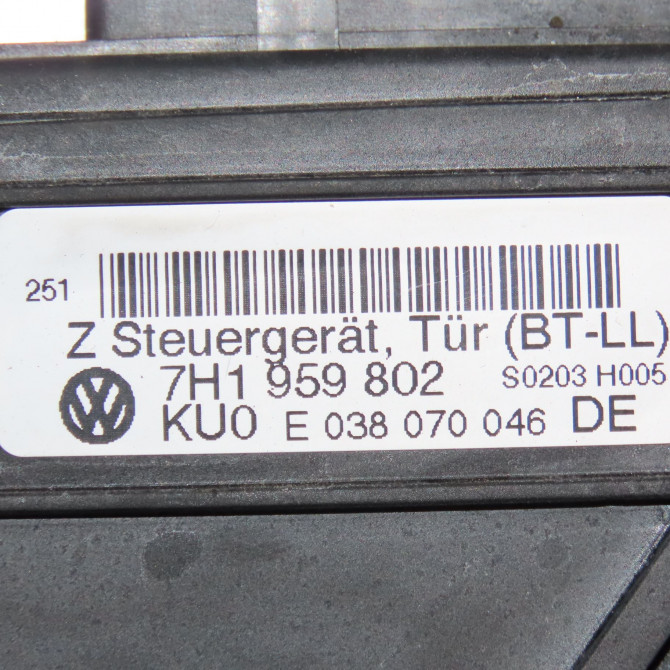 251
Z Steuergerät, Tür (BT-LL)
7H1 959 802 S0203 H005
KU0 E 038 070 046 DE